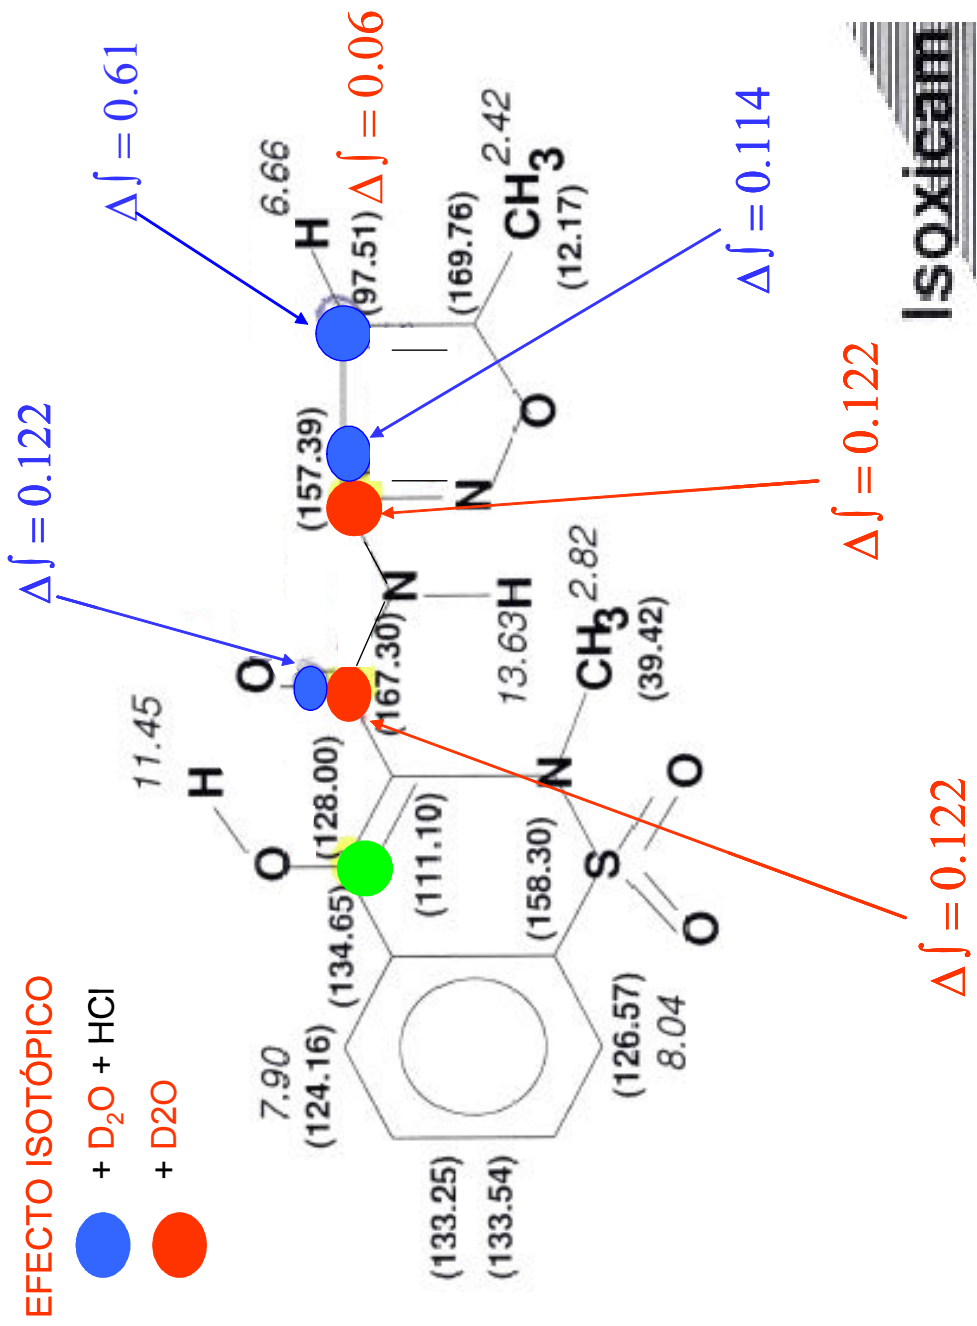 EFECTO ISOTÓPICO
+ D2O + HCl
+ D2O
Δ∫ = 0.122
Δ∫ = 0.61
11.45
H
O
O
7.90
(124.16)
(134.65)
(128.00)
(167.30)
(157.39)
6.66
H
(97.51)
Δ∫ = 0.06
(111.10)
N
H
13.63
N
O
(169.76)
CH3
2.42
(12.17)
(133.25)
(133.54)
(158.30)
N
CH3
2.82
(39.42)
S
O
O
(126.57)
8.04
Δ∫ = 0.114
Δ∫ = 0.122
Δ∫ = 0.122
Isoxicam